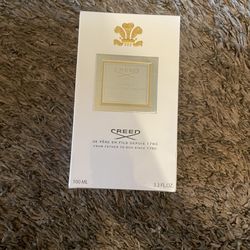 CREED
CREED
DE PÈRE EN FILS DEPUIS 1760
FROM FATHER TO SON SINCE 1760
100 ML
3.3 FL.OZ